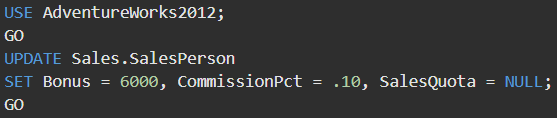 USE AdventureWorks2012;
GO
UPDATE Sales.SalesPerson
SET Bonus = 6000, CommissionPct = .10, SalesQuota = NULL;
GO